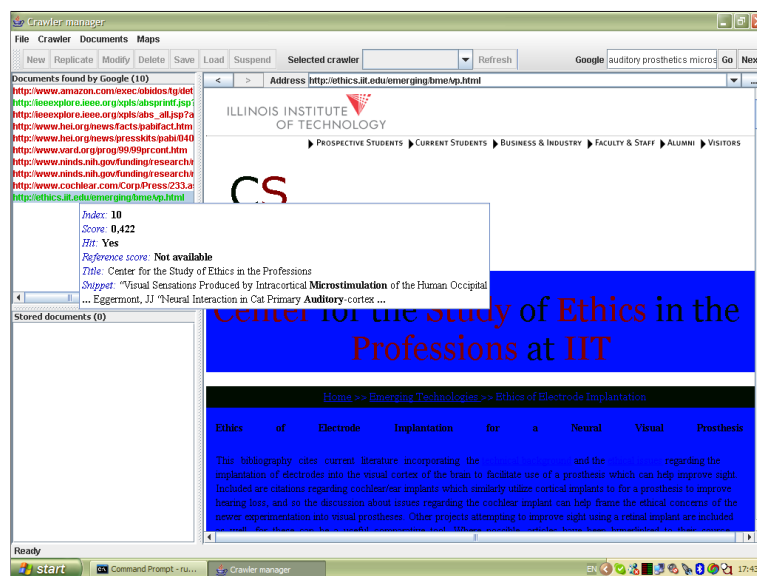 Crawler manager
File Crawler Documents Maps
New Replicate Modify Delete Save Load Suspend Selected crawler Refresh Google auditory prosthetics micros Go Nex
Documents found by Google (10)
< > Address http://ethics.iit.edu/emerging/bme/vp.html
http://www.amazon.com/exec/obidos/tg/det
http://ieeexplore.ieee.org/xpls/absprintf.jsp?
http://ieeexplore.ieee.org/xpls/abs_all.jsp?a
http://www.hei.org/news/facts/pabifact.htm
http://www.hei.org/news/presskits/pabi/040
http://www.vard.org/prog/99/99prcont.htm
http://www.ninds.nih.gov/funding/research/r
http://www.ninds.nih.gov/funding/research/r
http://www.cochlear.com/Corp/Press/233.a
http://ethics.iit.edu/emerging/bme/vp.html
ILLINOIS INSTITUTE
OF TECHNOLOGY
PROSPECTIVE STUDENTS CURRENT STUDENTS BUSINESS & INDUSTRY FACULTY & STAFF ALUMNI VISITORS
CS
Index: 10
Score: 0,422
Hit: Yes
Reference score: Not available
Title: Center for the Study of Ethics in the Professions
Snippet: "Visual Sensations Produced by Intracortical Microstimulation of the Human Occipital
... Eggermont, JJ "Neural Interaction in Cat Primary Auditory-cortex ...
Stored documents (0)
Center for the Study of Ethics in the
Professions at IIT
Home >> Emerging Technologies >> Ethics of Electrode Implantation
Ethics of Electrode Implantation for a Neural Visual Prosthesis
This bibliography cites current literature incorporating the technical background and the ethical issues regarding the
implantation of electrodes into the visual cortex of the brain to facilitate use of a prosthesis which can help improve sight.
Included are citations regarding cochlear implants which similarly utilize cortical implants to for a prosthesis to improve
hearing loss, and so the discussion about issues regarding the cochlear implant can help frame the ethical concerns of the
newer experimentation into visual prostheses. Other projects attempting to improve sight using a retinal implant are included
Ready
start Command Prompt - ru... Crawler manager EN 17:43